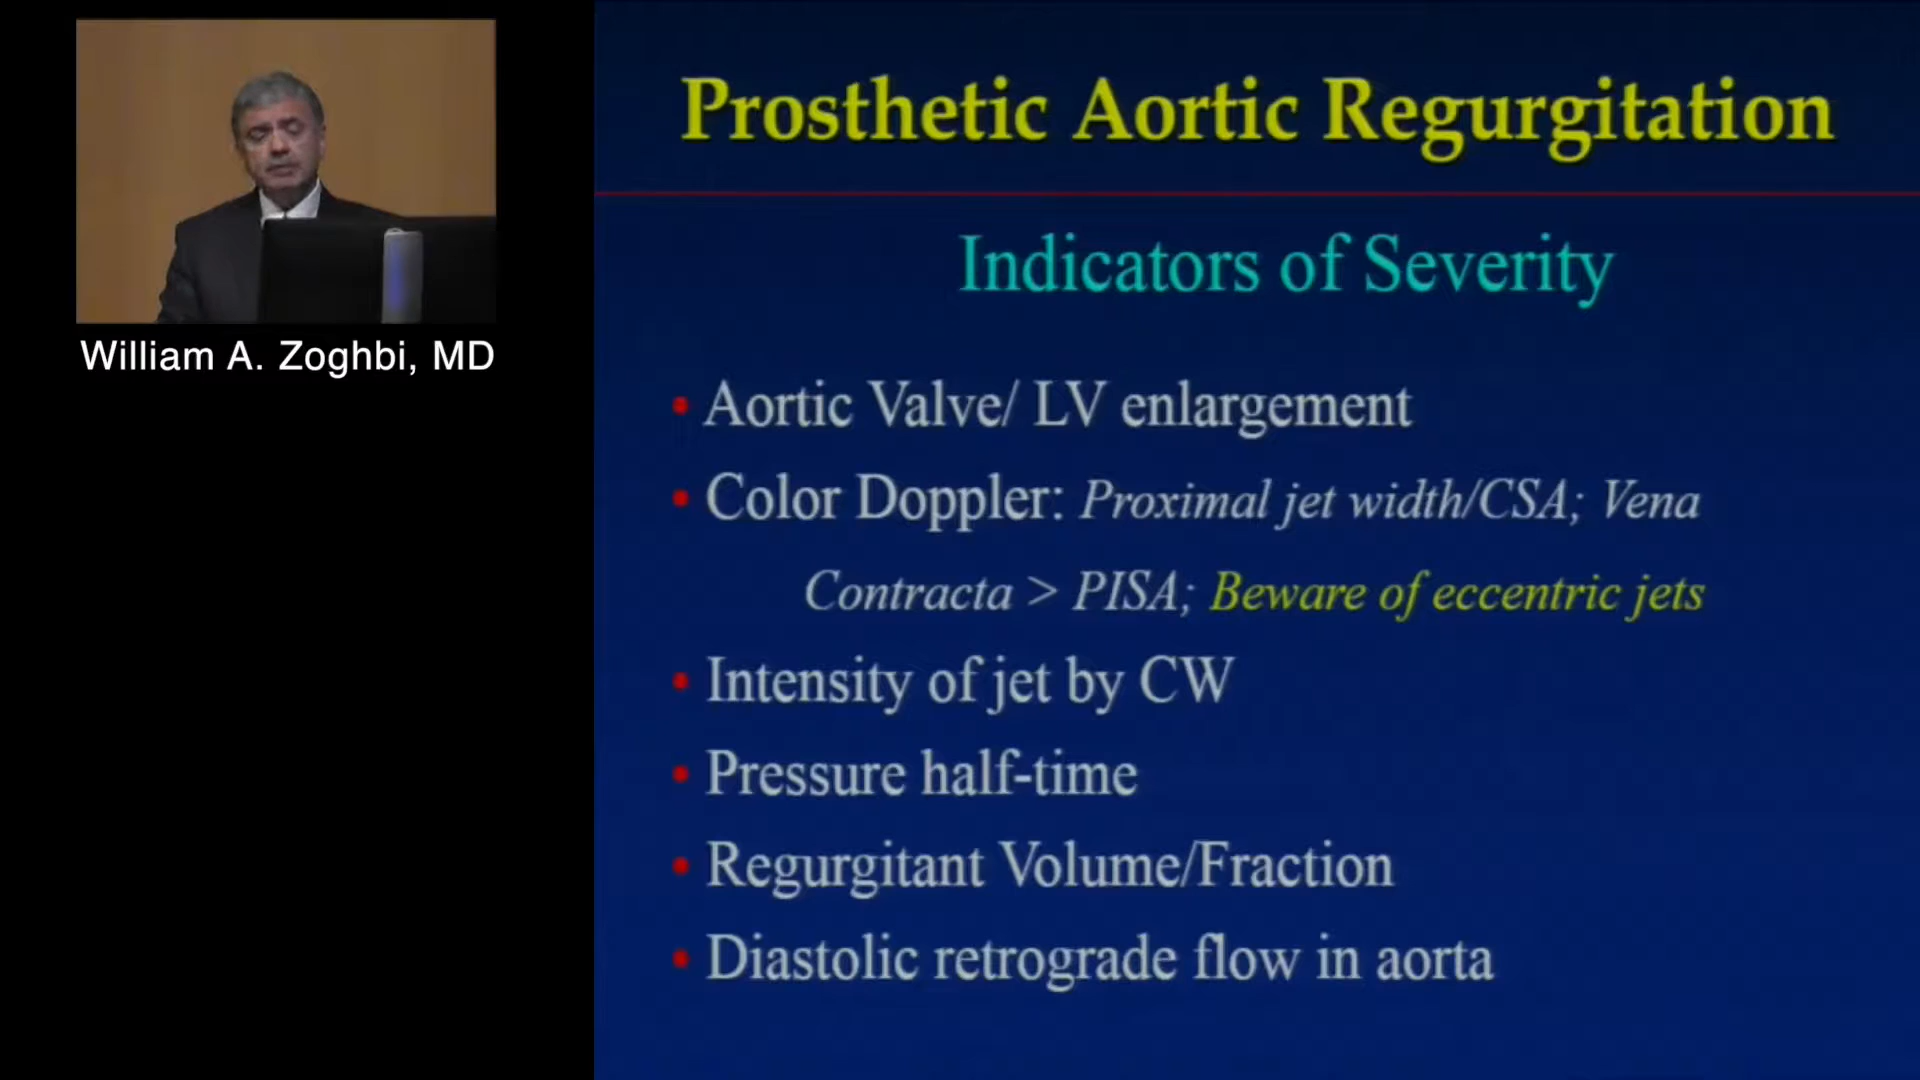 William A. Zoghbi, MD
Prosthetic Aortic Regurgitation
Indicators of Severity
• Aortic Valve/ LV enlargement
• Color Doppler: Proximal jet width/CSA; Vena
Contracta > PISA; Beware of eccentric jets
• Intensity of jet by CW
• Pressure half-time
• Regurgitant Volume/Fraction
• Diastolic retrograde flow in aorta